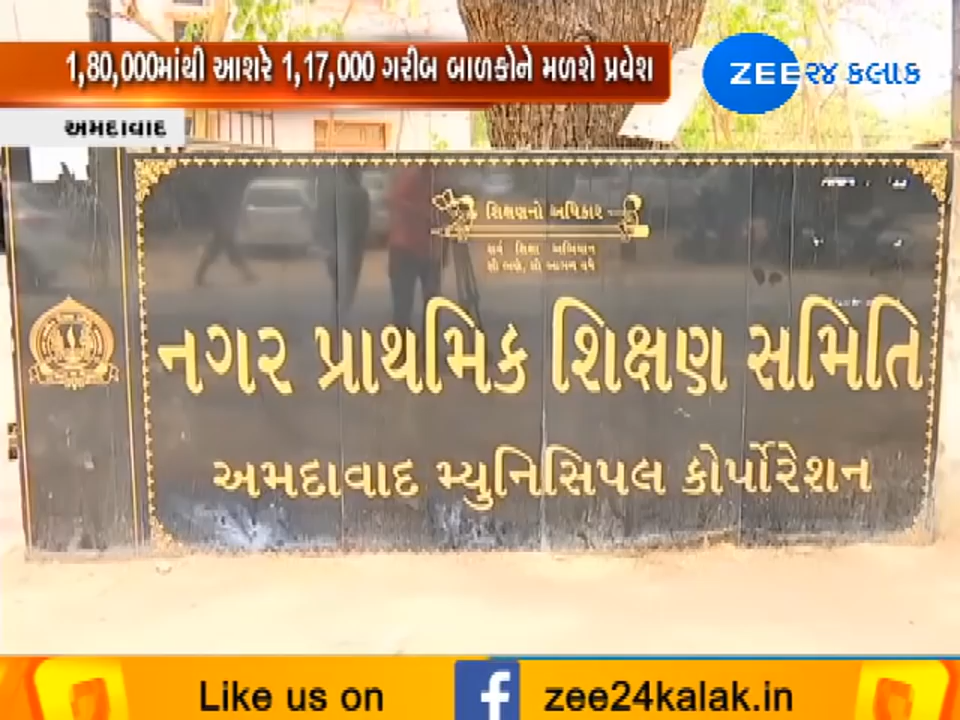 1,80,000માંથી આશરે 1,17,000 ગરીબ બાળકોને મળશે પ્રવેશ
ZEE ૨૪ કલાક
અમદાવાદ
શિક્ષણનો અધિકાર
સર્વ શિક્ષા અભિયાન
નગર પ્રાથમિક શિક્ષણ સમિતિ
અમદાવાદ મ્યુનિસિપલ કોર્પોરેશન
Like us on f zee24kalak.in